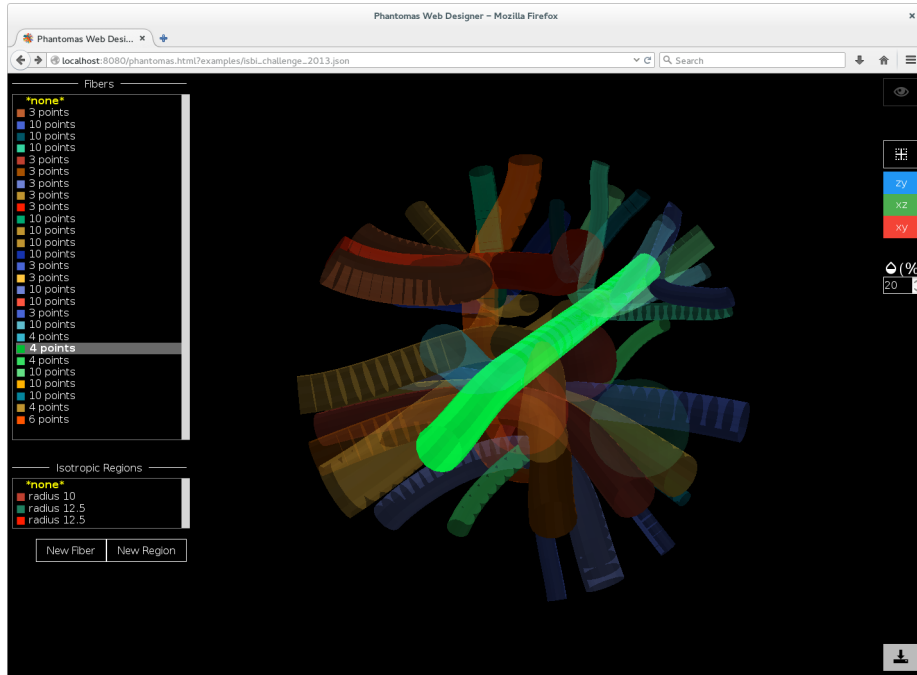 Phantomas Web Designer – Mozilla Firefox
Phantomas Web Desi...
localhost:8080/phantomas.html?examples/isbi_challenge_2013.json
Search
Fibers
*none*
3 points
10 points
10 points
10 points
3 points
3 points
3 points
3 points
3 points
10 points
10 points
10 points
10 points
3 points
3 points
10 points
10 points
3 points
10 points
4 points
4 points
4 points
10 points
10 points
10 points
4 points
6 points
Isotropic Regions
*none*
radius 10
radius 12.5
radius 12.5
New Fiber
New Region
zy
xz
xy
(%
20